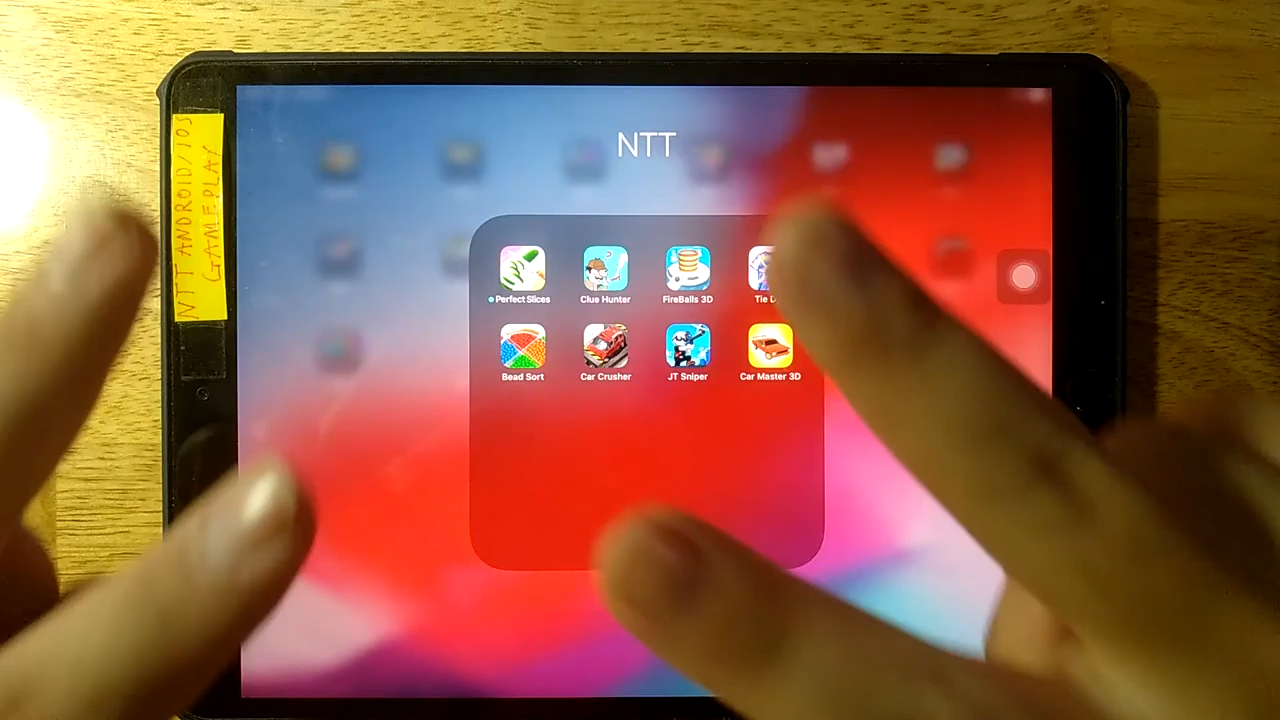 NTT ANDROID/IOS
GAMEPLAY
NTT
Perfect Slices
Clue Hunter
FireBalls 3D
Tie
Bead Sort
Car Crusher
JT Sniper
Car Master 3D